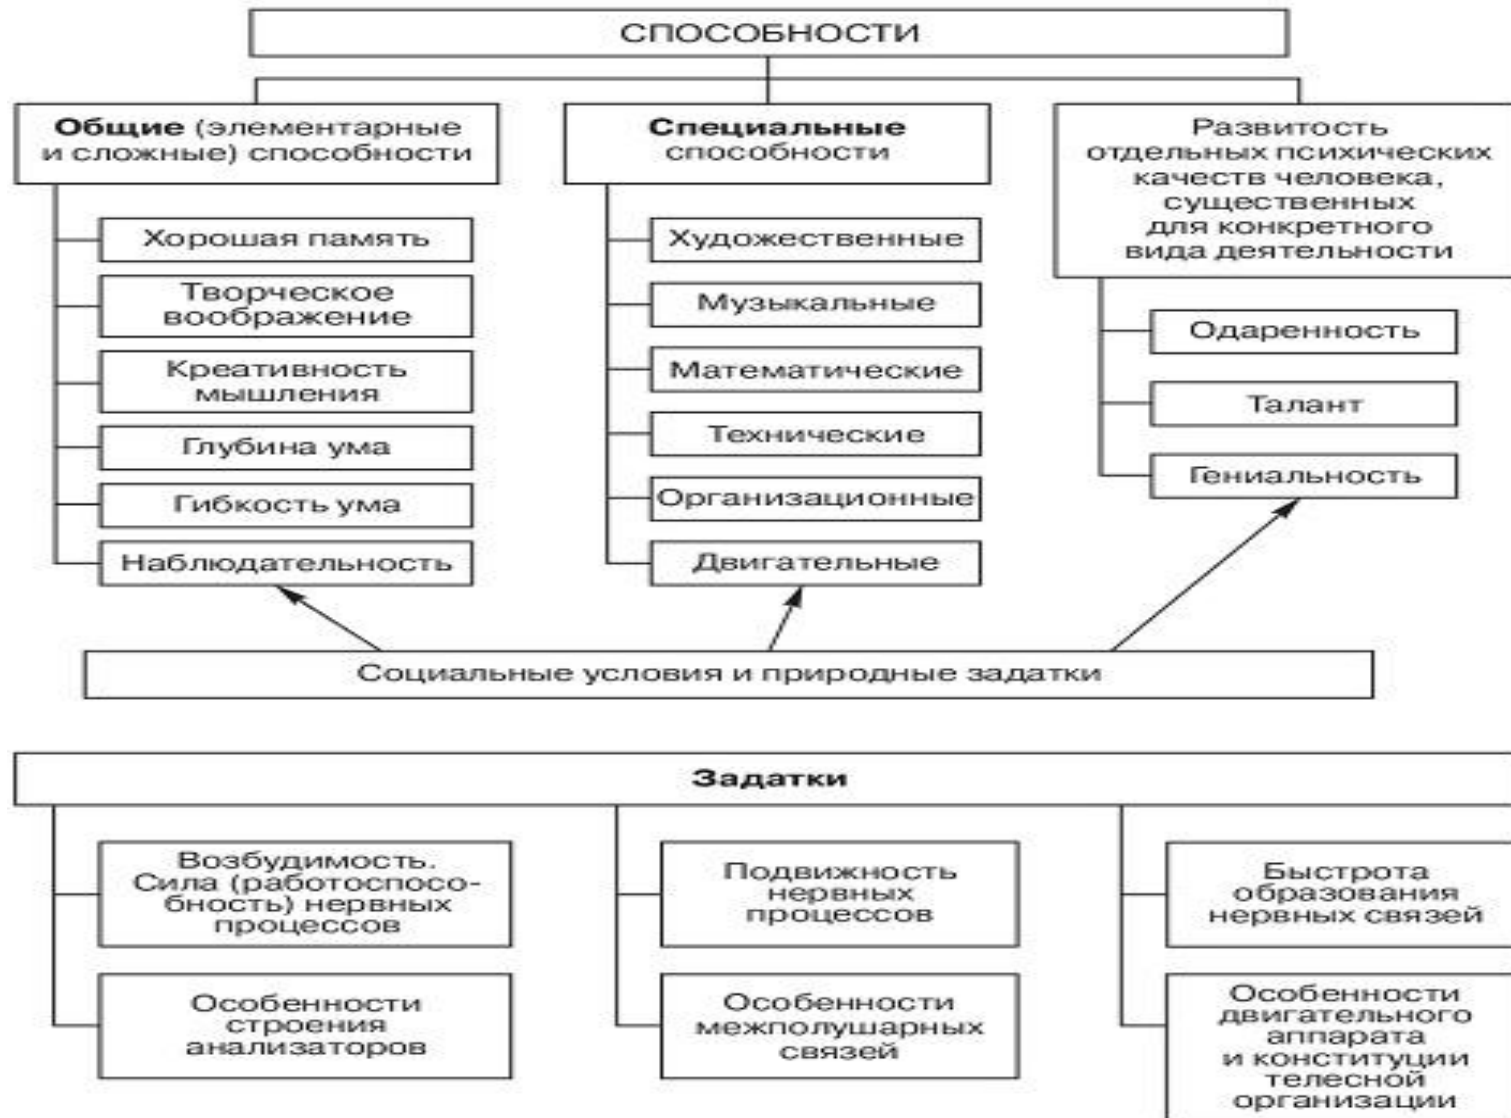 СПОСОБНОСТИ
Общие (элементарные
и сложные) способности
Хорошая память
Творческое
воображение
Креативность
мышления
Глубина ума
Гибкость ума
Наблюдательность
Специальные
способности
Художественные
Музыкальные
Математические
Технические
Организационные
Двигательные
Развитость
отдельных психических
качеств человека,
существенных
для конкретного
вида деятельности
Одаренность
Талант
Гениальность
Социальные условия и природные задатки
Задатки
Возбудимость.
Сила (работоспосо-
бность) нервных
процессов
Особенности
строения
анализаторов
Подвижность
нервных
процессов
Особенности
межполушарных
связей
Быстрота
образования
нервных связей
Особенности
двигательного
аппарата
и конституции
телесной
организации